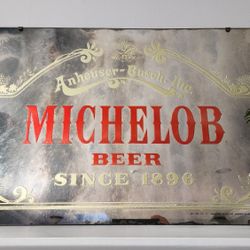 Anheuser-Busch, Inc.
MICHELOB
BEER
SINCE 1896